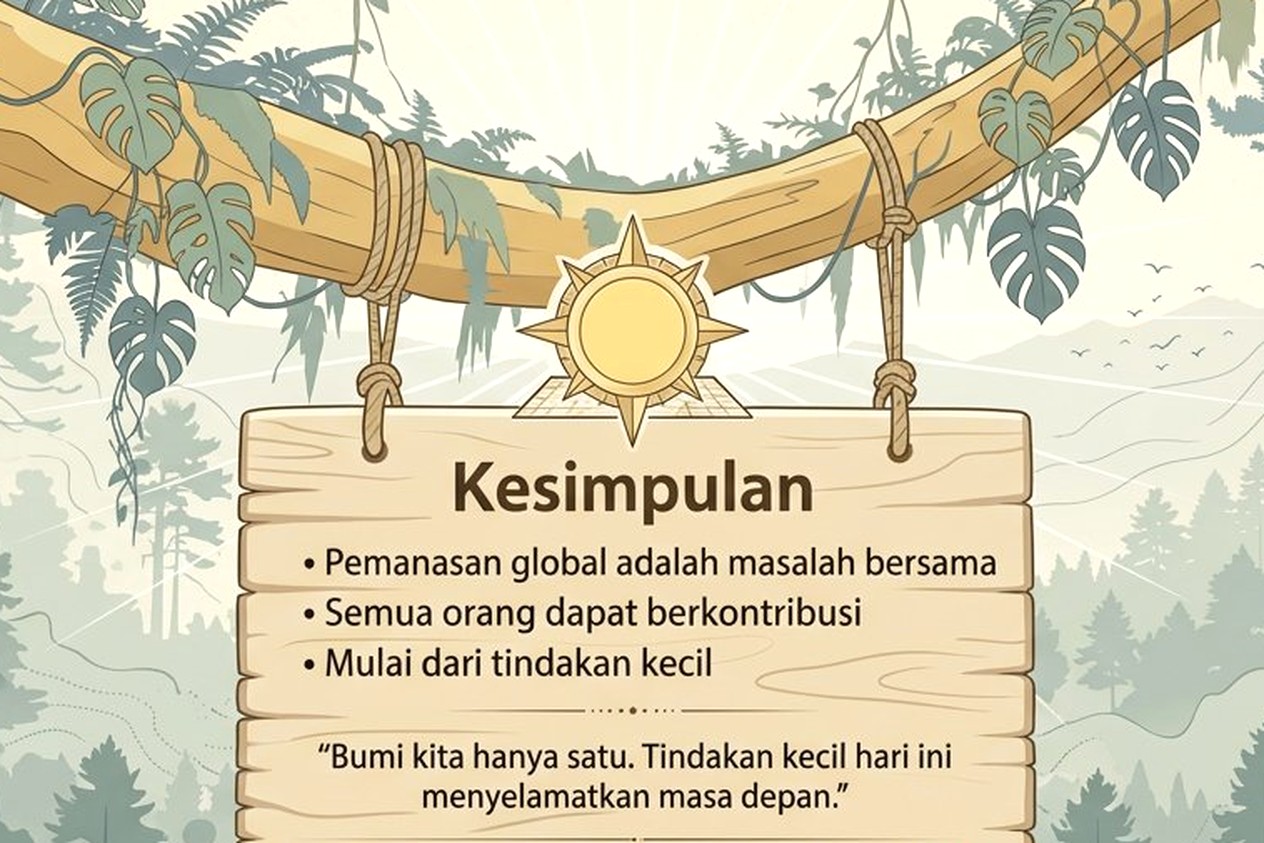 Kesimpulan
• Pemanasan global adalah masalah bersama
• Semua orang dapat berkontribusi
• Mulai dari tindakan kecil
“Bumi kita hanya satu. Tindakan kecil hari ini
menyelamatkan masa depan.”